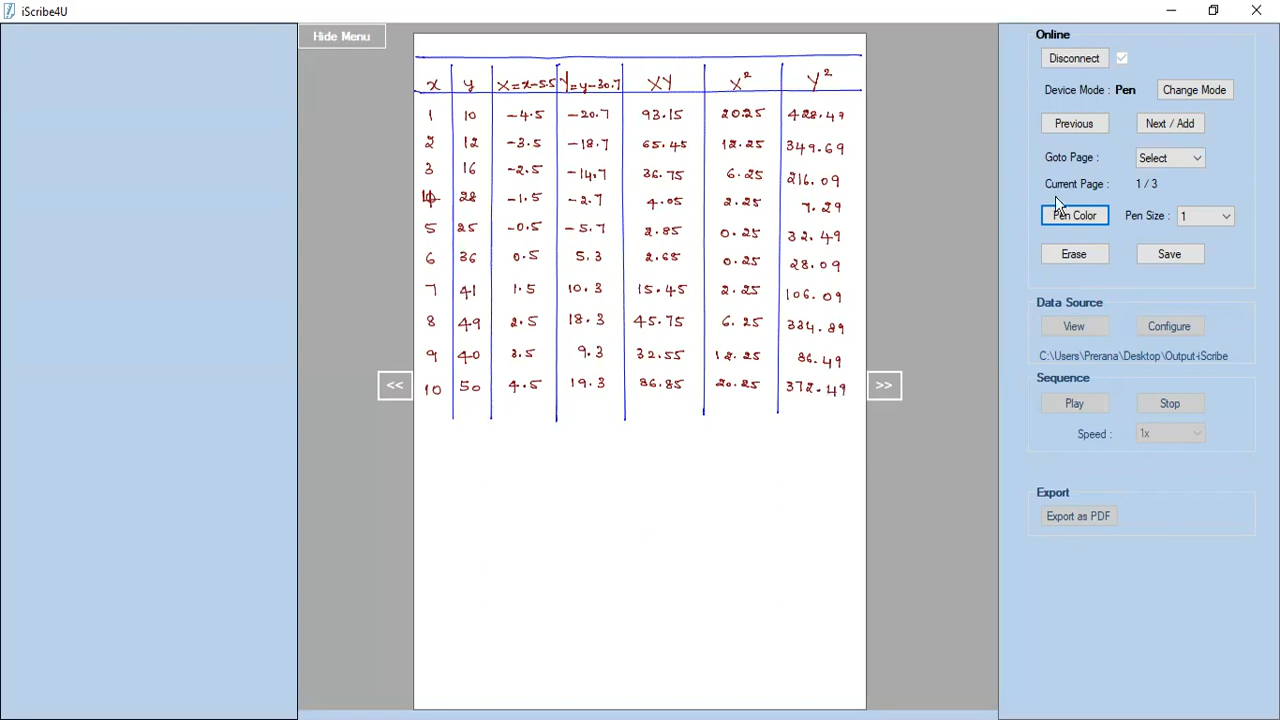 iScribe4U
Hide Menu
x y X=x-5.5 Y=y-30.7 XY X² Y²
1 10 -4.5 -20.7 93.15 20.25 428.49
2 12 -3.5 -18.7 65.45 12.25 349.69
3 16 -2.5 -14.7 36.75 6.25 216.09
4 28 -1.5 -2.7 4.05 2.25 7.29
5 25 -0.5 -5.7 2.85 0.25 32.49
6 36 0.5 5.3 2.65 0.25 28.09
7 41 1.5 10.3 15.45 2.25 106.09
8 49 2.5 18.3 45.75 6.25 334.89
9 40 3.5 9.3 32.55 12.25 86.49
10 50 4.5 19.3 86.85 20.25 372.49
<< >>
Online
Disconnect
Device Mode : Pen Change Mode
Previous Next / Add
Goto Page : Select
Current Page : 1 / 3
Pen Color Pen Size : 1
Erase Save
Data Source
View Configure
C:\Users\Prerana\Desktop\Output-iScribe
Sequence
Play Stop
Speed : 1x
Export
Export as PDF